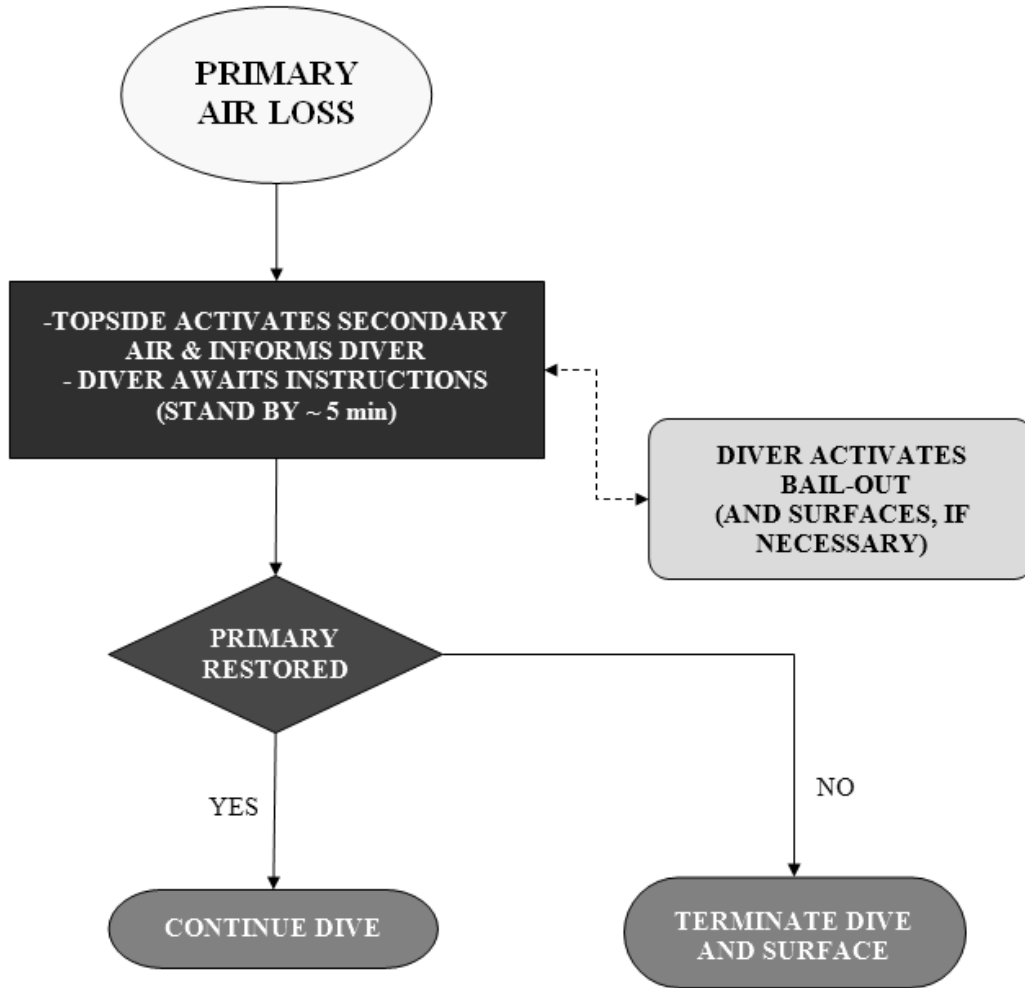 PRIMARY
AIR LOSS
-TOPSIDE ACTIVATES SECONDARY
AIR & INFORMS DIVER
- DIVER AWAITS INSTRUCTIONS
(STAND BY ~ 5 min)
DIVER ACTIVATES
BAIL-OUT
(AND SURFACES, IF
NECESSARY)
PRIMARY
RESTORED
YES
NO
CONTINUE DIVE
TERMINATE DIVE
AND SURFACE